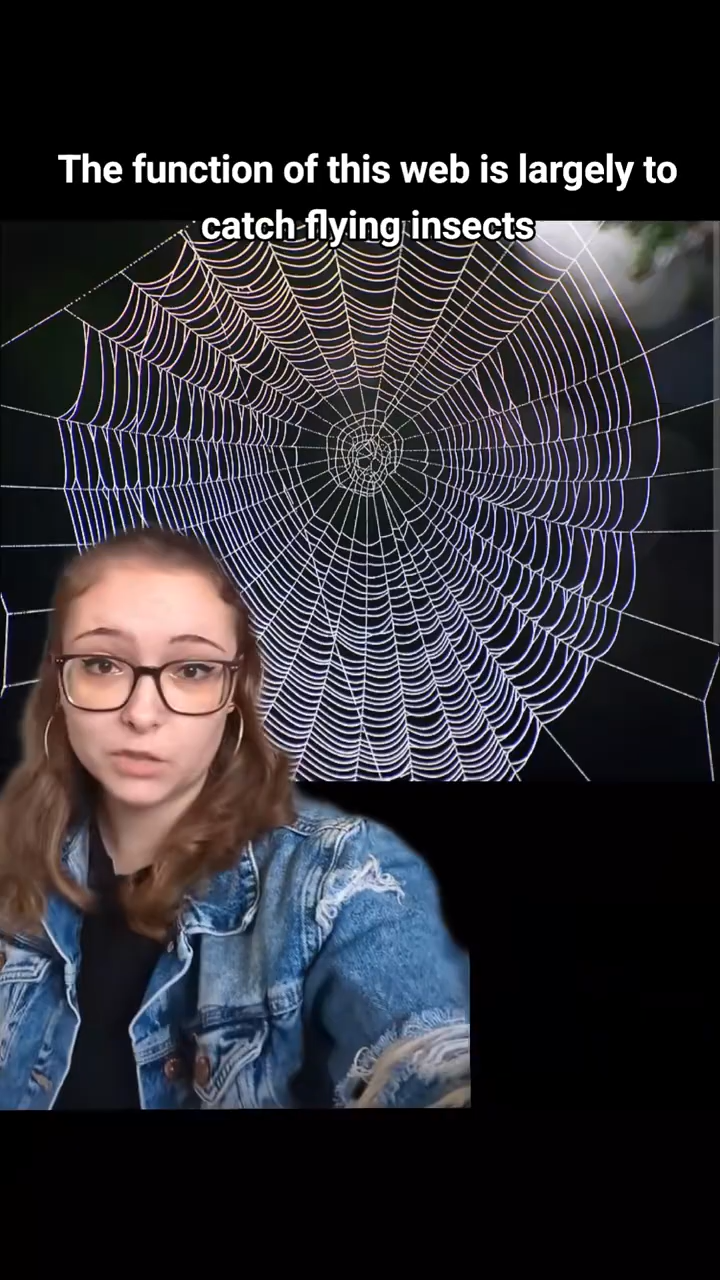 The function of this web is largely to
catch flying insects